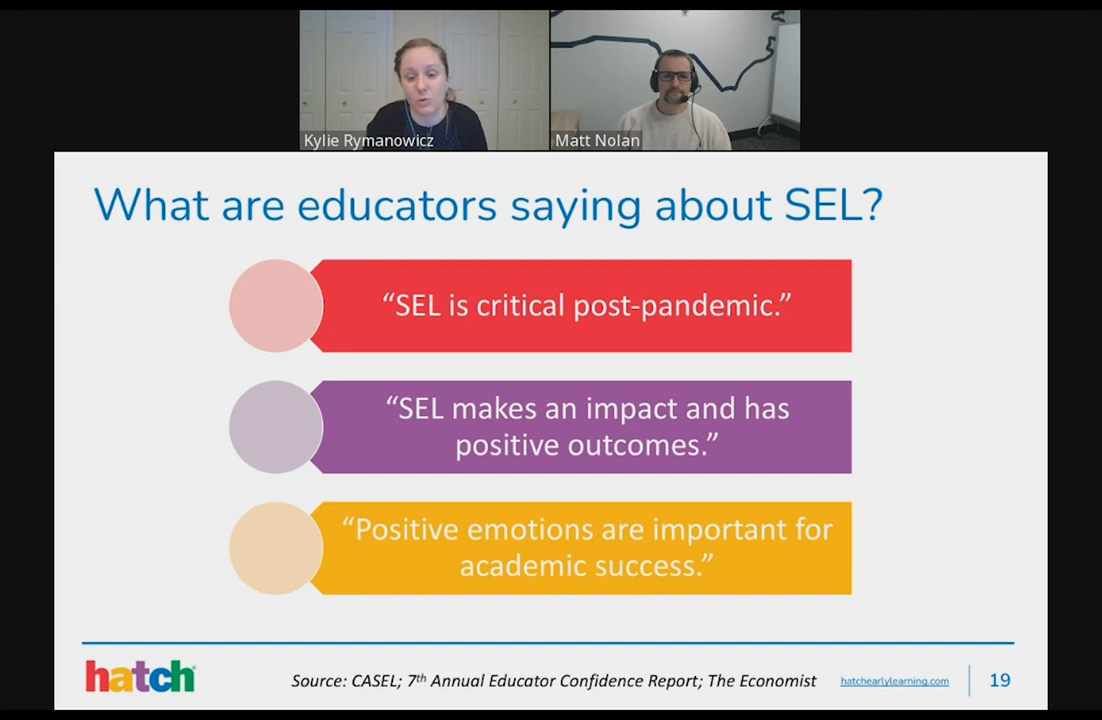 Kylie Rymanowicz
Matt Nolan
What are educators saying about SEL?
“SEL is critical post-pandemic.”
“SEL makes an impact and has
positive outcomes.”
“Positive emotions are important for
academic success.”
hatch
Source: CASEL; 7th Annual Educator Confidence Report; The Economist
hatchearlylearning.com
19